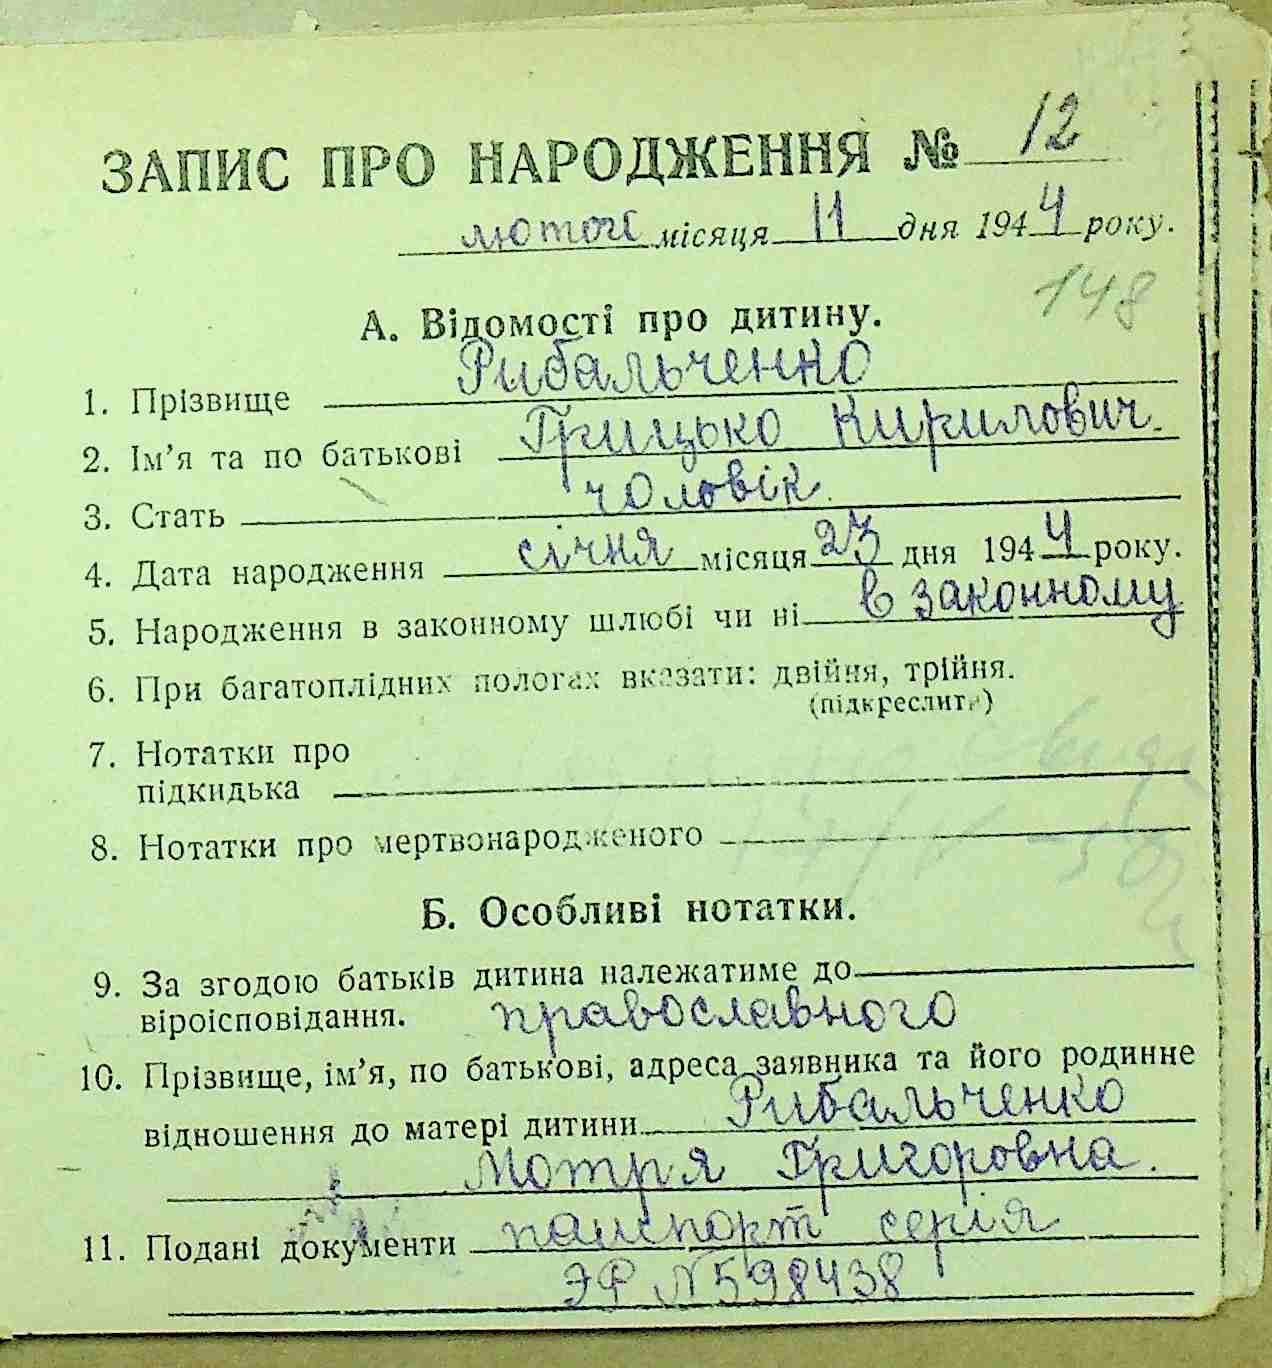 ЗАПИС ПРО НАРОДЖЕННЯ № 12
лютого місяця 11 дня 1944 року.
148
А. Відомості про дитину.
1. Прізвище Рибальченко
2. Ім’я та по батькові Грицько Кирилович.
3. Стать чоловік.
4. Дата народження січня місяця 23 дня 1944 року.
5. Народження в законному шлюбі чи ні в законному
6. При багатоплідних пологах вказати: двійня, трійня.
(підкреслити)
7. Нотатки про
підкидька
8. Нотатки про мертвонародженого
Б. Особливі нотатки.
9. За згодою батьків дитина належатиме до
віроісповідання. православного
10. Прізвище, ім’я, по батькові, адреса заявника та його родинне
відношення до матері дитини Рибальченко
Мотря Григоровна.
11. Подані документи пашпорт серія
ЭФ N 598438